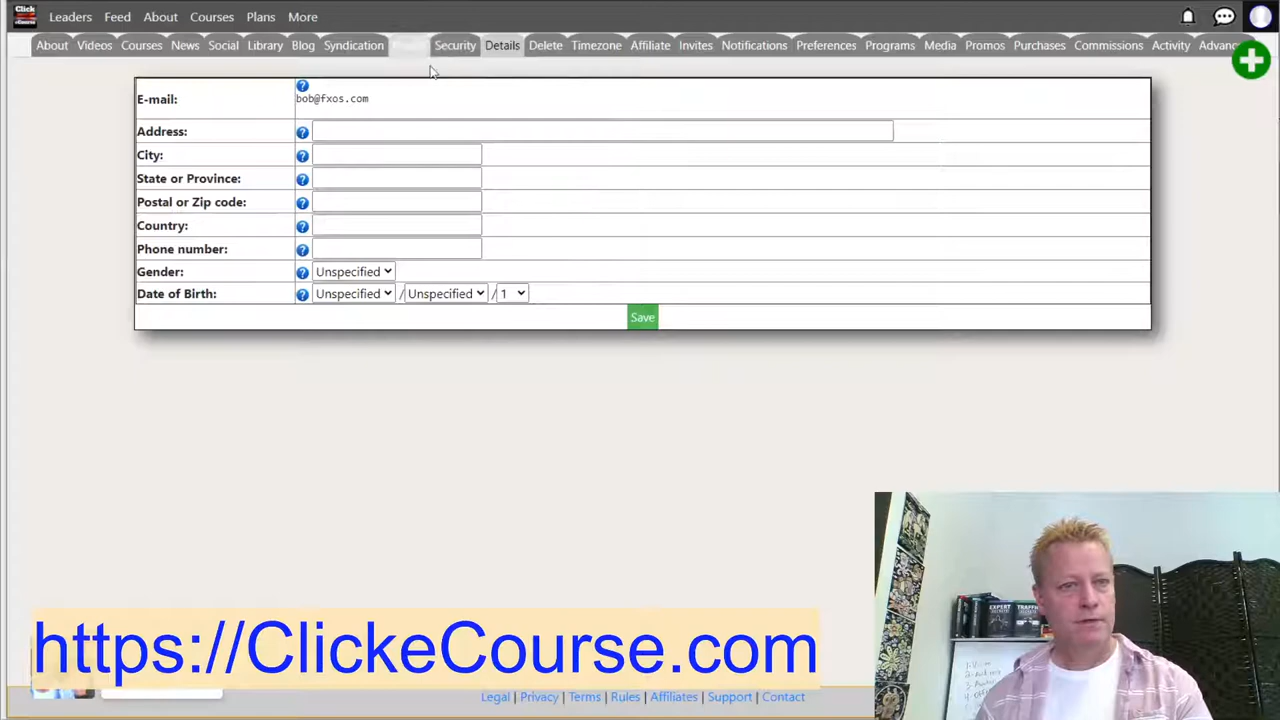 Click
eCourse
Leaders Feed About Courses Plans More
About Videos Courses News Social Library Blog Syndication Security Details Delete Timezone Affiliate Invites Notifications Preferences Programs Media Promos Purchases Commissions Activity
E-mail: bob@fxos.com
Address:
City:
State or Province:
Postal or Zip code:
Country:
Phone number:
Gender: Unspecified
Date of Birth: Unspecified / Unspecified / 1
Save
https://ClickeCourse.com
Legal | Privacy | Terms | Rules | Affiliates | Support | Contact
EXPERT